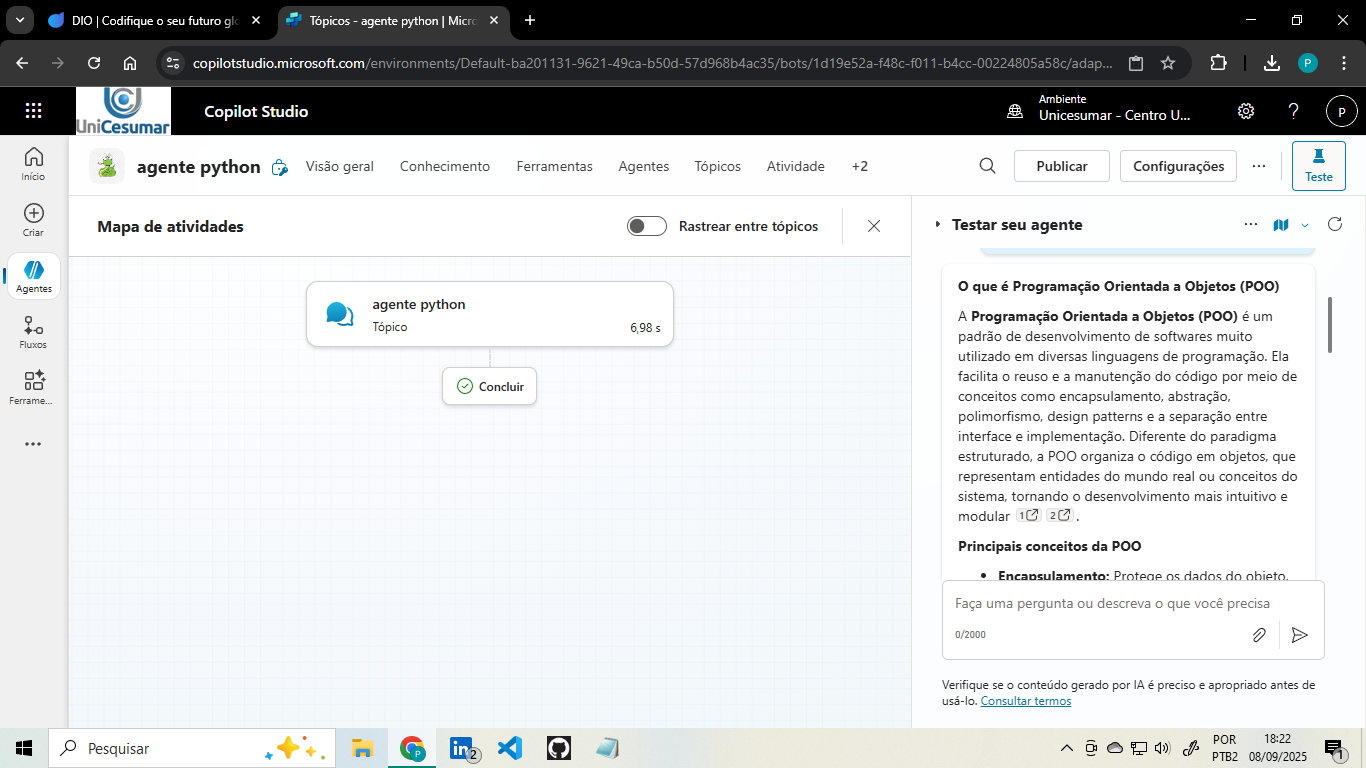 DIO | Codifique o seu futuro glo
Tópicos - agente python | Micro
copilotstudio.microsoft.com/environments/Default-ba201131-9621-49ca-b50d-57d968b4ac35/bots/1d19e52a-f48c-f011-b4cc-00224805a58c/adap...
P
UniCesumar
Copilot Studio
Ambiente
Unicesumar - Centro U...
?
P
Início
Criar
Agentes
Fluxos
Ferrame...
agente python
Visão geral
Conhecimento
Ferramentas
Agentes
Tópicos
Atividade
+2
Publicar
Configurações
Teste
Mapa de atividades
Rastrear entre tópicos
agente python
Tópico
6,98 s
Concluir
Testar seu agente
O que é Programação Orientada a Objetos (POO)
A Programação Orientada a Objetos (POO) é um
padrão de desenvolvimento de softwares muito
utilizado em diversas linguagens de programação. Ela
facilita o reuso e a manutenção do código por meio de
conceitos como encapsulamento, abstração,
polimorfismo, design patterns e a separação entre
interface e implementação. Diferente do paradigma
estruturado, a POO organiza o código em objetos, que
representam entidades do mundo real ou conceitos do
sistema, tornando o desenvolvimento mais intuitivo e
modular 1 2 .
Principais conceitos da POO
• Encapsulamento: Protege os dados do objeto,
Faça uma pergunta ou descreva o que você precisa
0/2000
Verifique se o conteúdo gerado por IA é preciso e apropriado antes de
usá-lo. Consultar termos
Pesquisar
P
2
POR
PTB2
18:22
08/09/2025
1